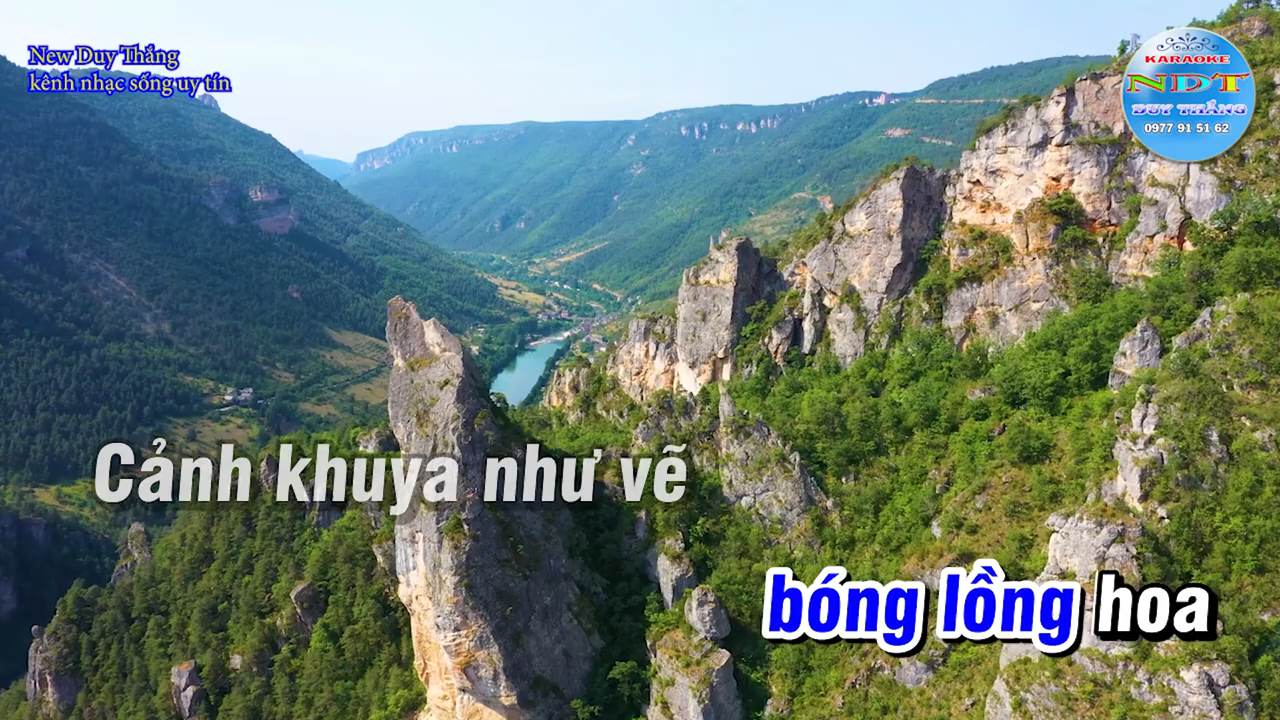 New Duy Thắng
kênh nhạc sống uy tín
KARAOKE
NDT
DUY THẮNG
0977 91 51 62
Cảnh khuya như vẽ
bóng lồng hoa